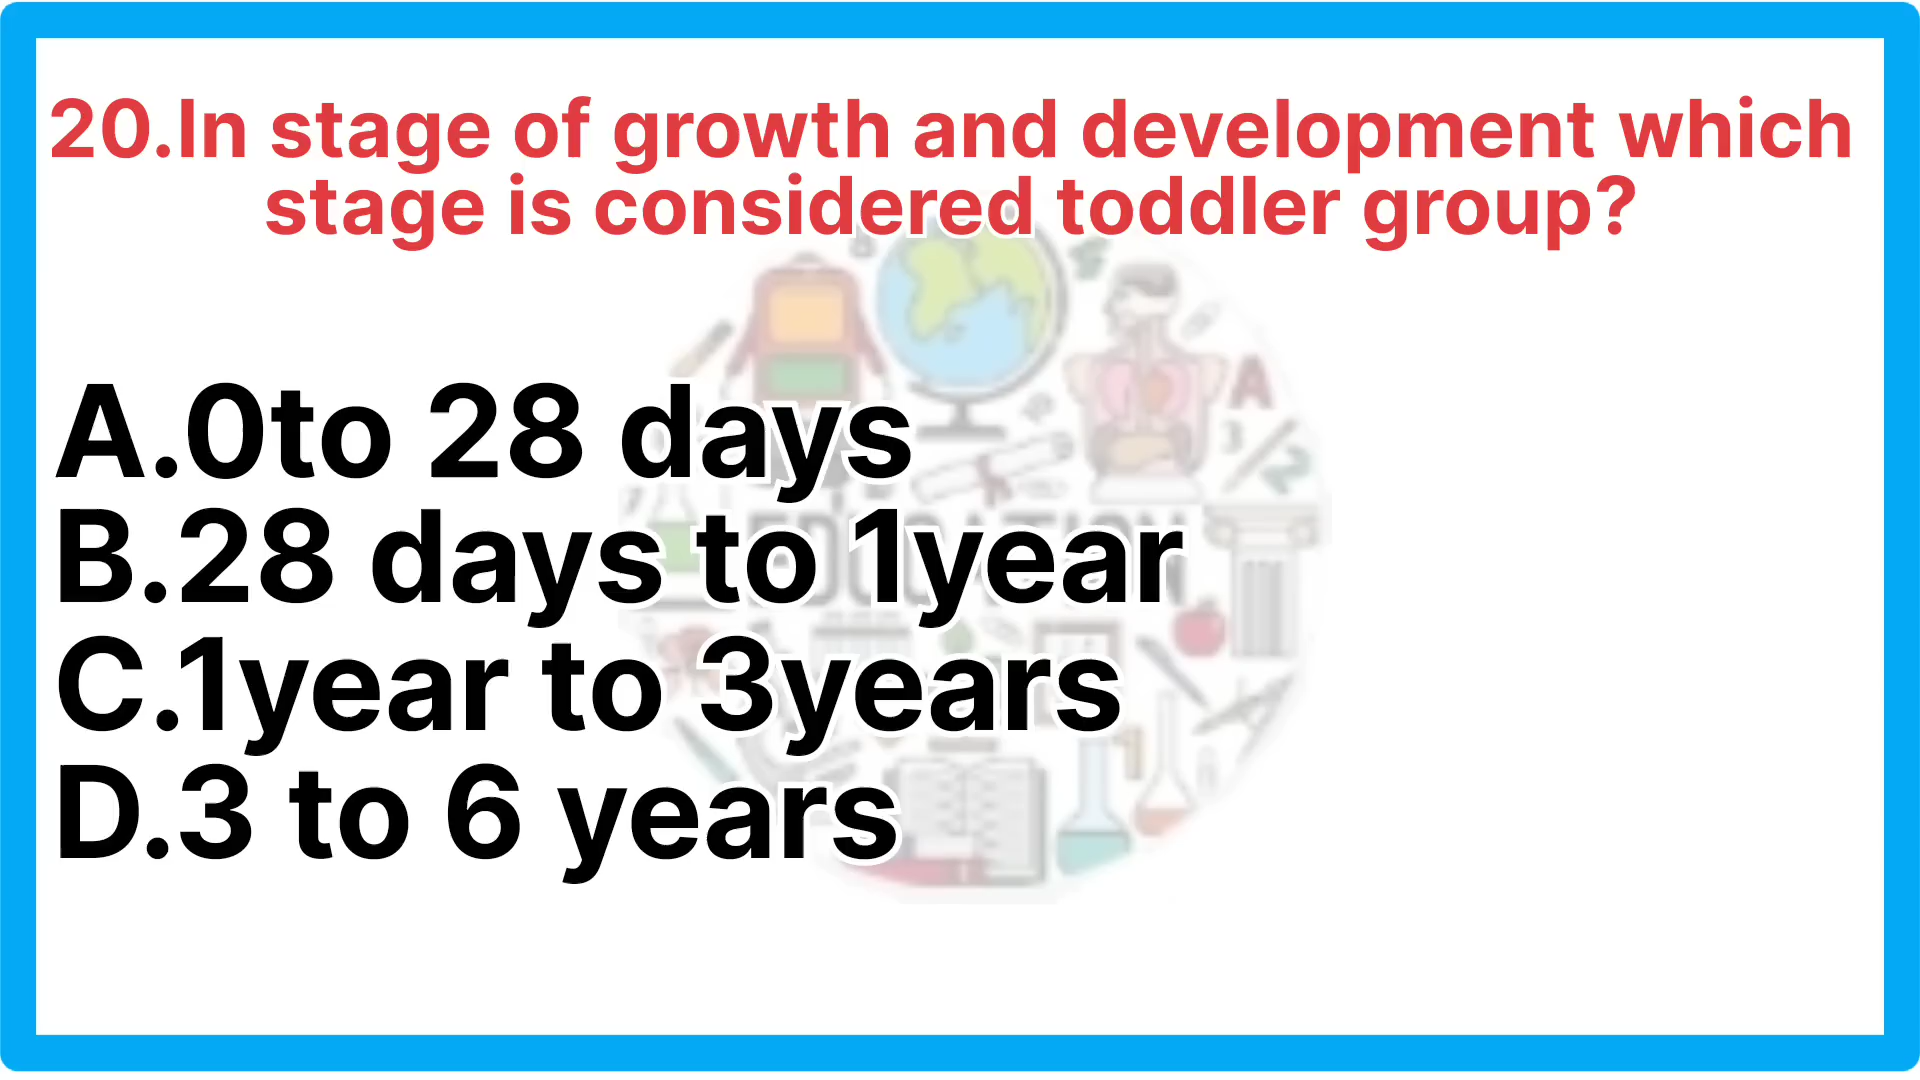 20.In stage of growth and development which
stage is considered toddler group?
A.0to 28 days
B.28 days to 1year
C.1year to 3years
D.3 to 6 years